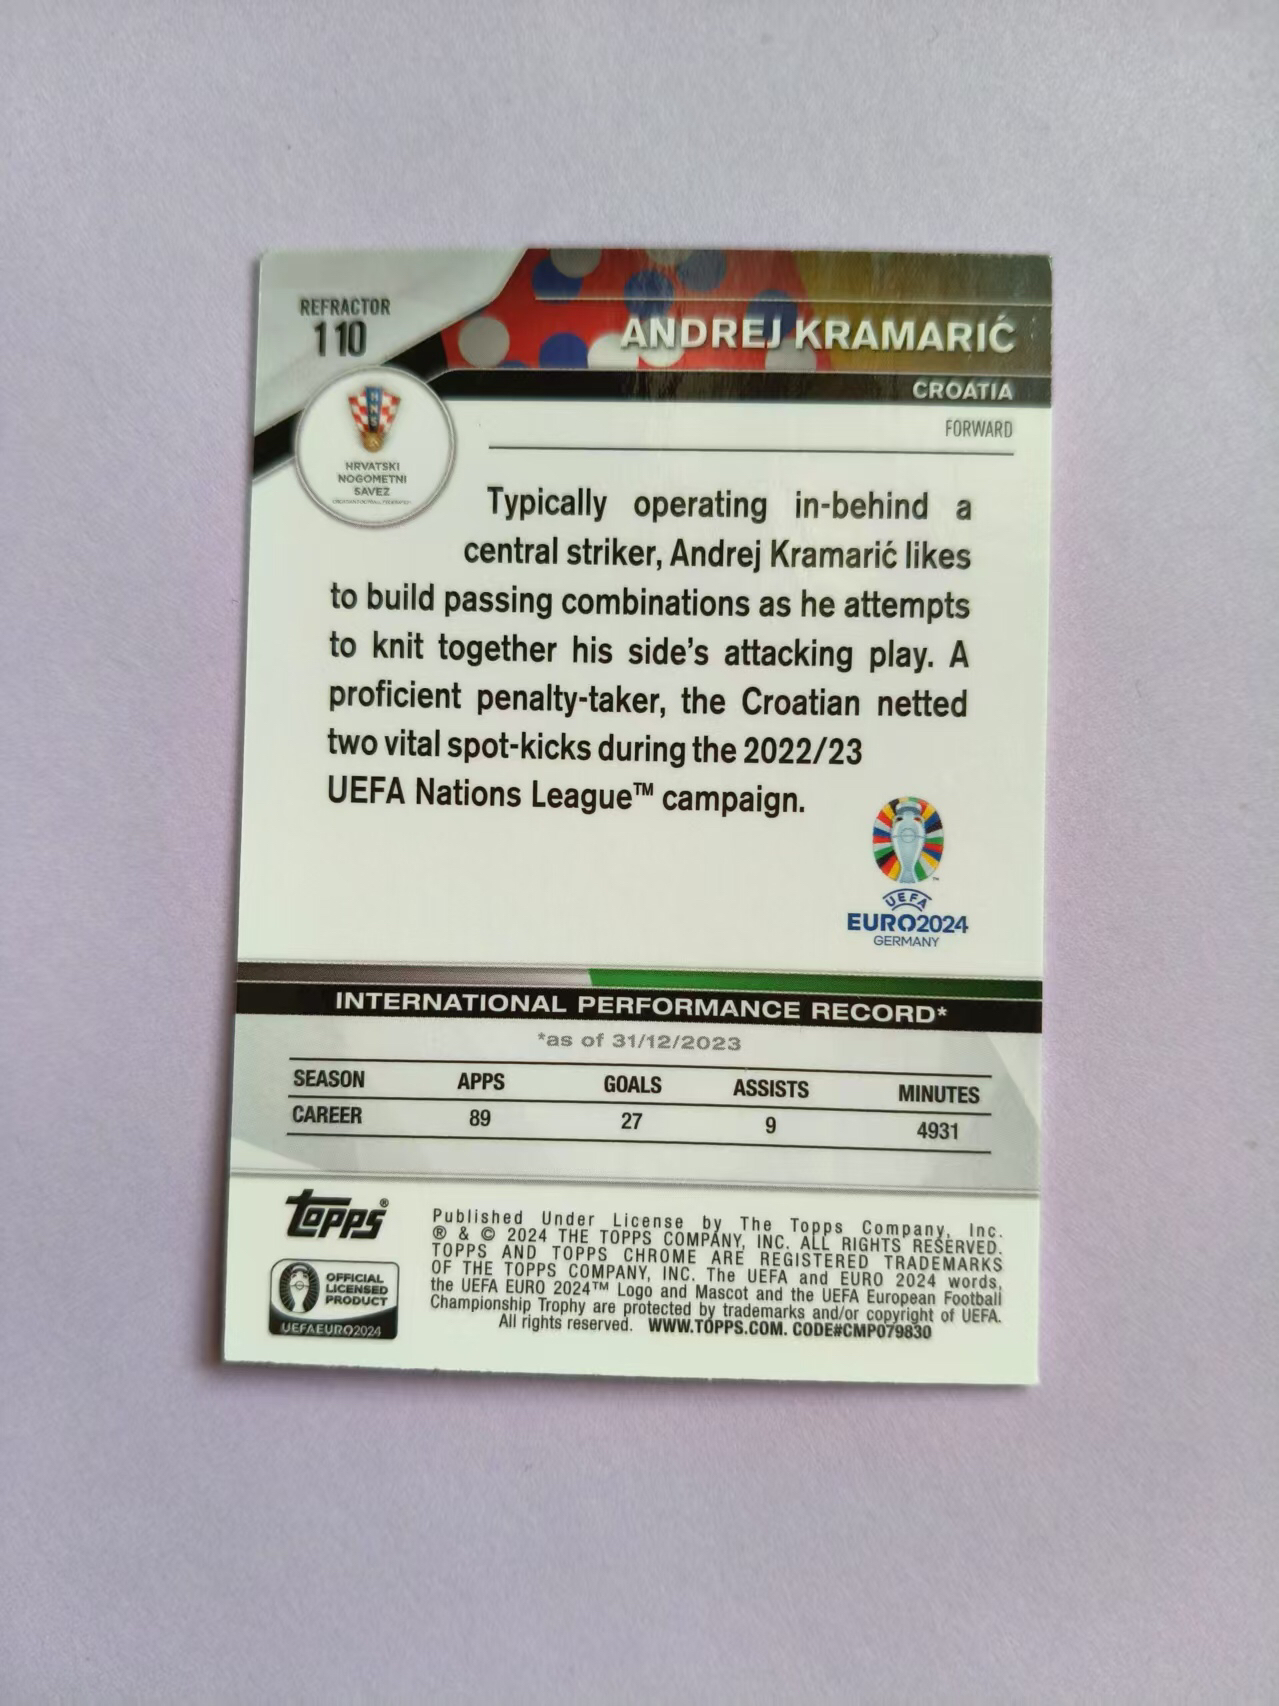 REFRACTOR
110
ANDREJ KRAMARIĆ
CROATIA
FORWARD
HNS
HRVATSKI
NOGOMETNI
SAVEZ
Typically operating in-behind a
central striker, Andrej Kramarić likes
to build passing combinations as he attempts
to knit together his side's attacking play. A
proficient penalty-taker, the Croatian netted
two vital spot-kicks during the 2022/23
UEFA Nations League™ campaign.
UEFA
EURO2024
GERMANY
INTERNATIONAL PERFORMANCE RECORD*
*as of 31/12/2023
SEASON APPS GOALS ASSISTS MINUTES
CAREER 89 27 9 4931
topps®
OFFICIAL
LICENSED
PRODUCT
UEFA EURO2024
Published Under License by The Topps Company, Inc.
® & © 2024 THE TOPPS COMPANY, INC. ALL RIGHTS RESERVED.
TOPPS AND TOPPS CHROME ARE REGISTERED TRADEMARKS
OF THE TOPPS COMPANY, INC. The UEFA and EURO 2024 words,
the UEFA EURO 2024™ Logo and Mascot and the UEFA European Football
Championship Trophy are protected by trademarks and/or copyright of UEFA.
All rights reserved. WWW.TOPPS.COM. CODE#CMP079830